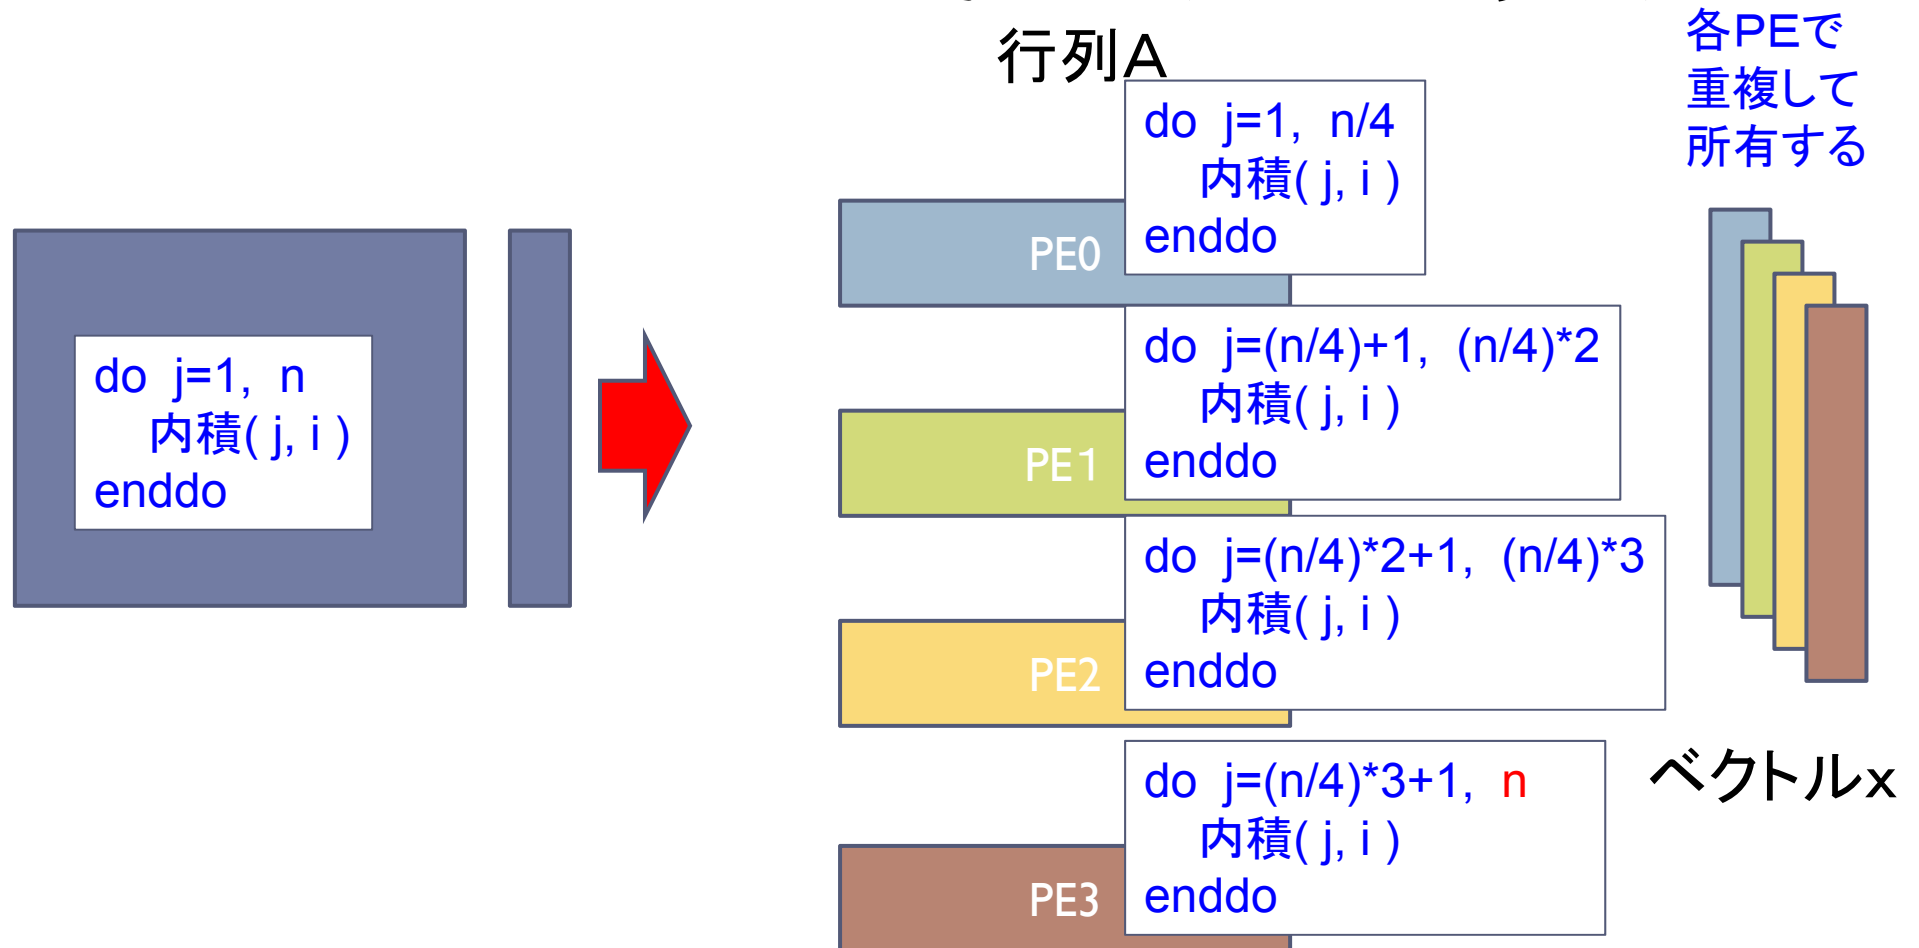 行列A
各PEで
重複して
所有する
do j=1, n
内積( j, i )
enddo
PE0
do j=1, n/4
内積( j, i )
enddo
PE1
do j=(n/4)+1, (n/4)*2
内積( j, i )
enddo
PE2
do j=(n/4)*2+1, (n/4)*3
内積( j, i )
enddo
PE3
do j=(n/4)*3+1, n
内積( j, i )
enddo
ベクトルx